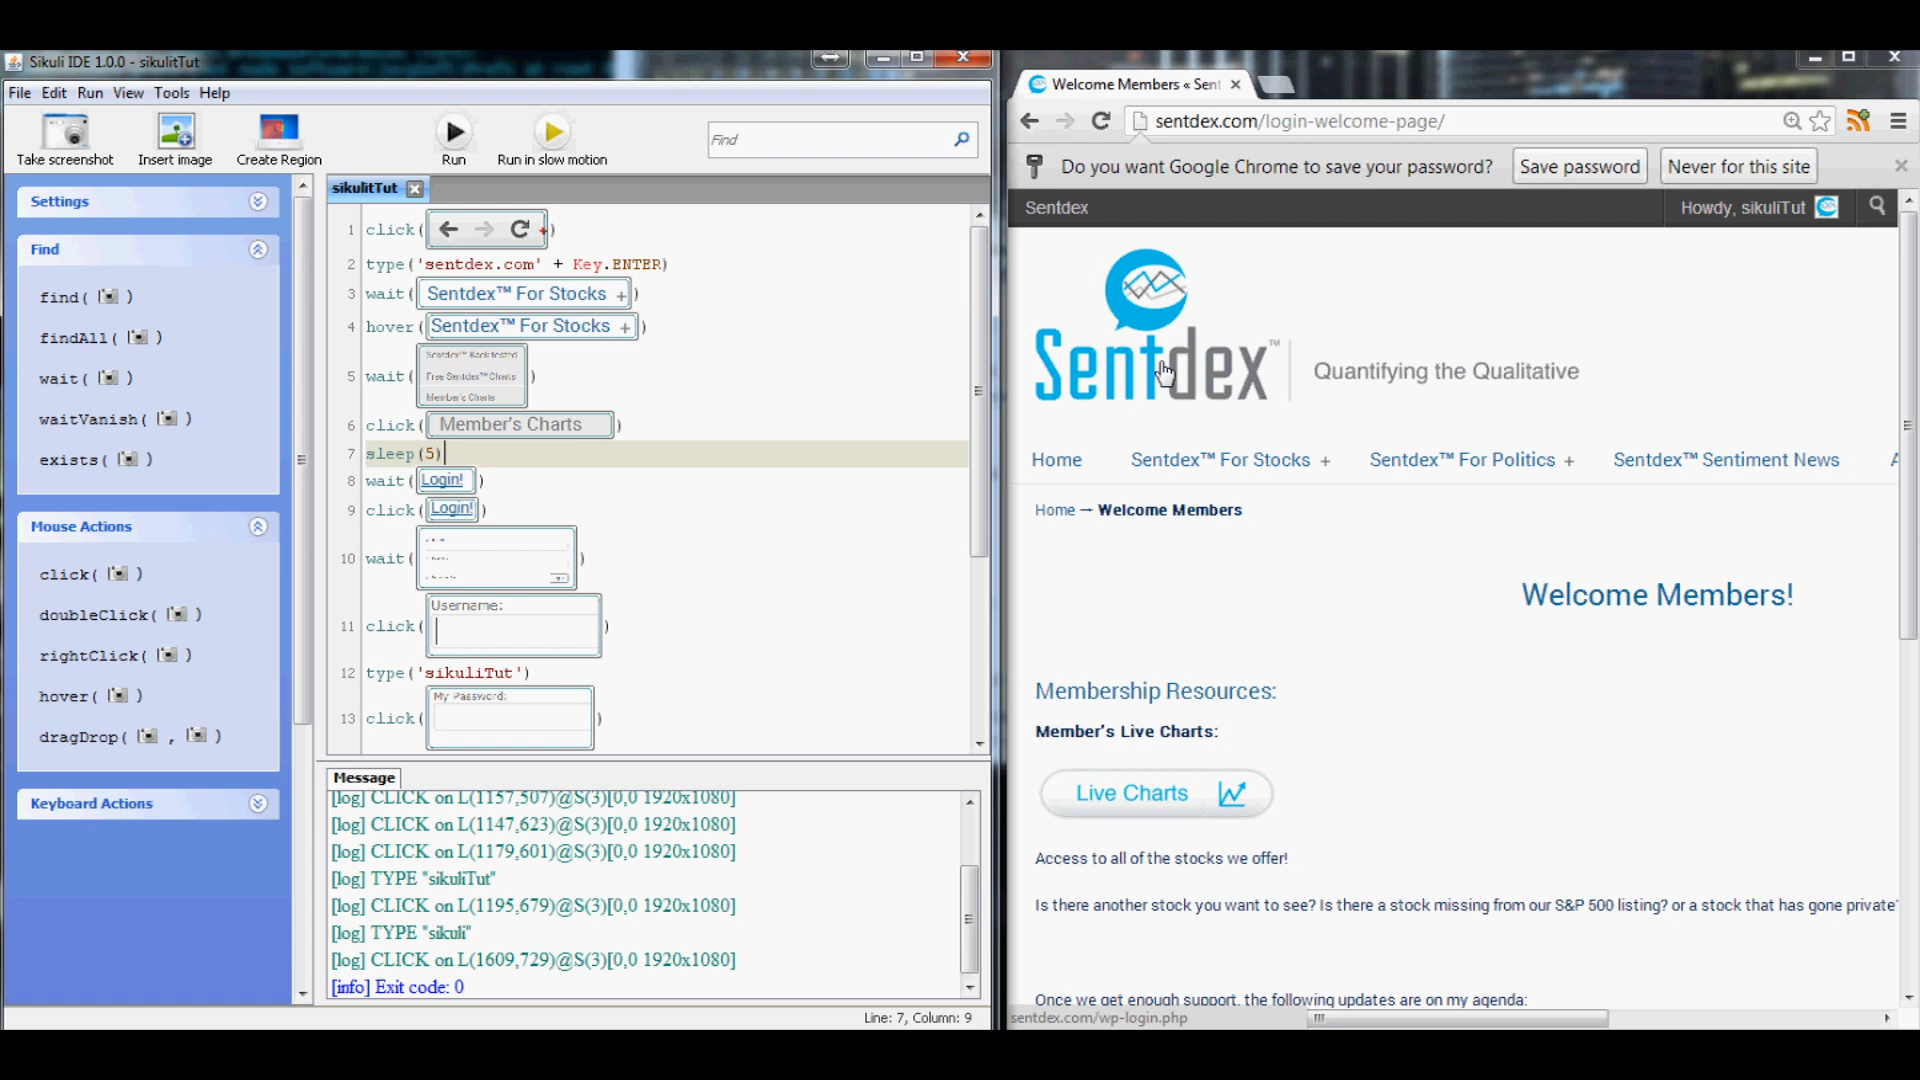 Sikuli IDE 1.0.0 - sikulitTut
File Edit Run View Tools Help
Take screenshot
Insert image
Create Region
Run
Run in slow motion
Find
Settings
Find
find( )
findAll( )
wait( )
waitVanish( )
exists( )
Mouse Actions
click( )
doubleClick( )
rightClick( )
hover( )
dragDrop( , )
Keyboard Actions
sikulitTut
1 click( )
2 type('sentdex.com' + Key.ENTER)
3 wait( Sentdex™ For Stocks + )
4 hover( Sentdex™ For Stocks + )
Sentdex™ Backtested
5 wait( Free Sentdex™ Charts )
Member's Charts
6 click( Member's Charts )
7 sleep(5)
8 wait( Login! )
9 click( Login! )
10 wait( )
Username:
11 click( )
12 type('sikuliTut')
My Password:
13 click( )
Message
[log] CLICK on L(1157,507)@S(3)[0,0 1920x1080]
[log] CLICK on L(1147,623)@S(3)[0,0 1920x1080]
[log] CLICK on L(1179,601)@S(3)[0,0 1920x1080]
[log] TYPE "sikuliTut"
[log] CLICK on L(1195,679)@S(3)[0,0 1920x1080]
[log] TYPE "sikuli"
[log] CLICK on L(1609,729)@S(3)[0,0 1920x1080]
[info] Exit code: 0
Line: 7, Column: 9
Welcome Members « Sent
sentdex.com/login-welcome-page/
Do you want Google Chrome to save your password?
Save password
Never for this site
Sentdex
Howdy, sikuliTut
Sentdex™
Quantifying the Qualitative
Home
Sentdex™ For Stocks +
Sentdex™ For Politics +
Sentdex™ Sentiment News
Home → Welcome Members
Welcome Members!
Membership Resources:
Member's Live Charts:
Live Charts
Access to all of the stocks we offer!
Is there another stock you want to see? Is there a stock missing from our S&P 500 listing? or a stock that has gone private
Once we get enough support, the following updates are on my agenda:
sentdex.com/wp-login.php